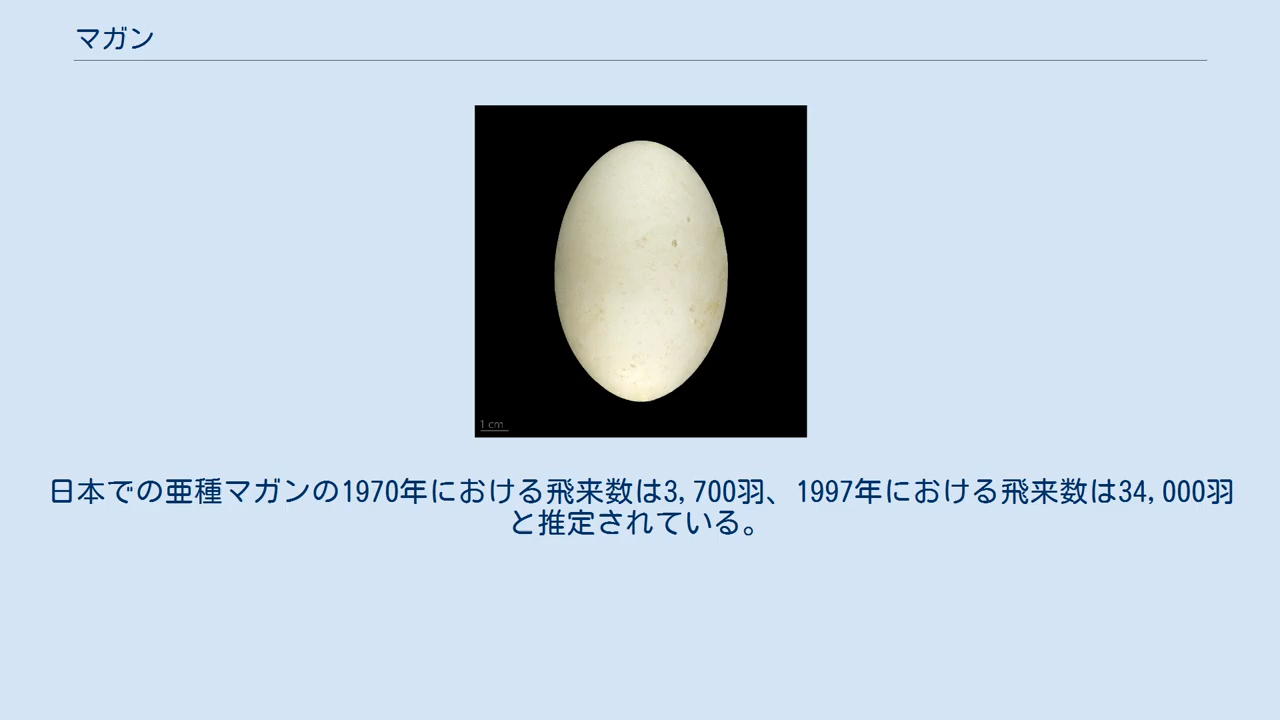 マガン
1 cm
日本での亜種マガンの1970年における飛来数は3,700羽、1997年における飛来数は34,000羽
と推定されている。